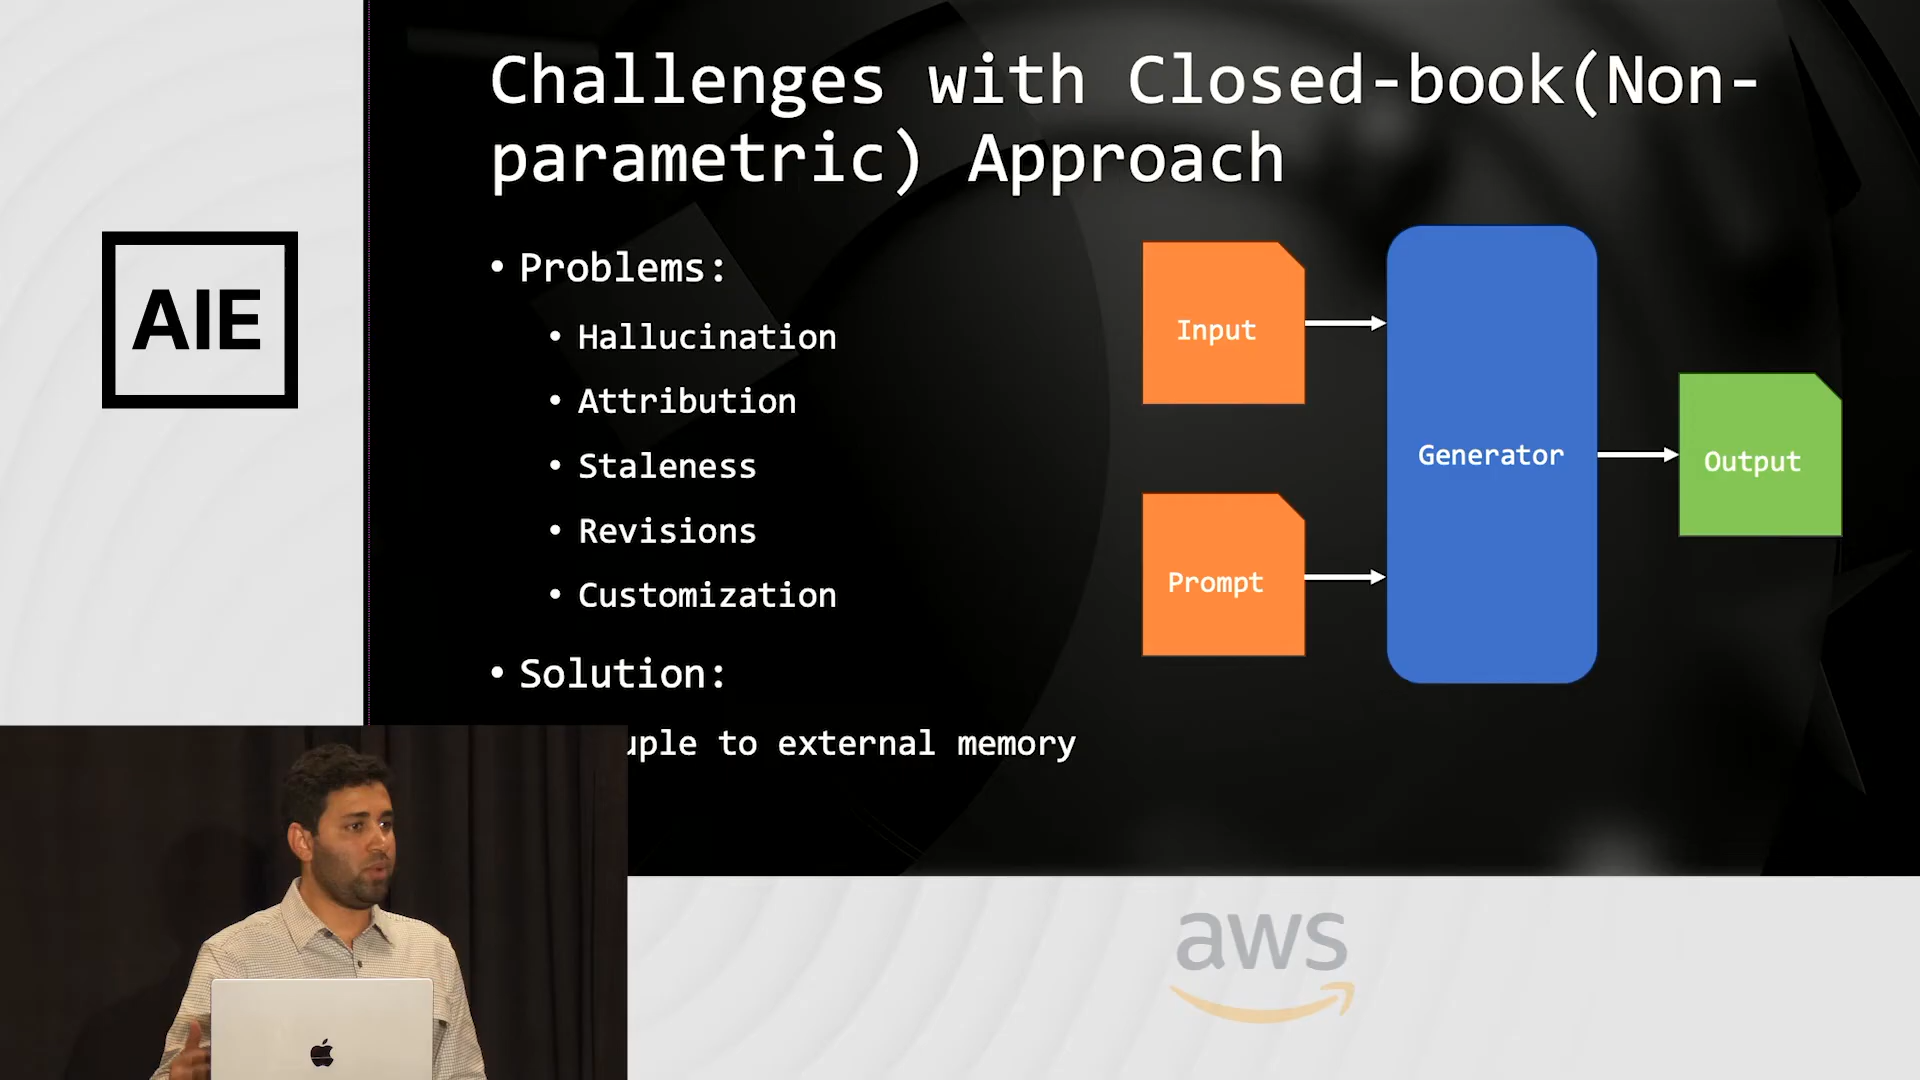 Challenges with Closed-book(Non-
parametric) Approach
AIE
• Problems:
• Hallucination
• Attribution
• Staleness
• Revisions
• Customization
• Solution:
to external memory
Input
Prompt
Generator
Output
aws